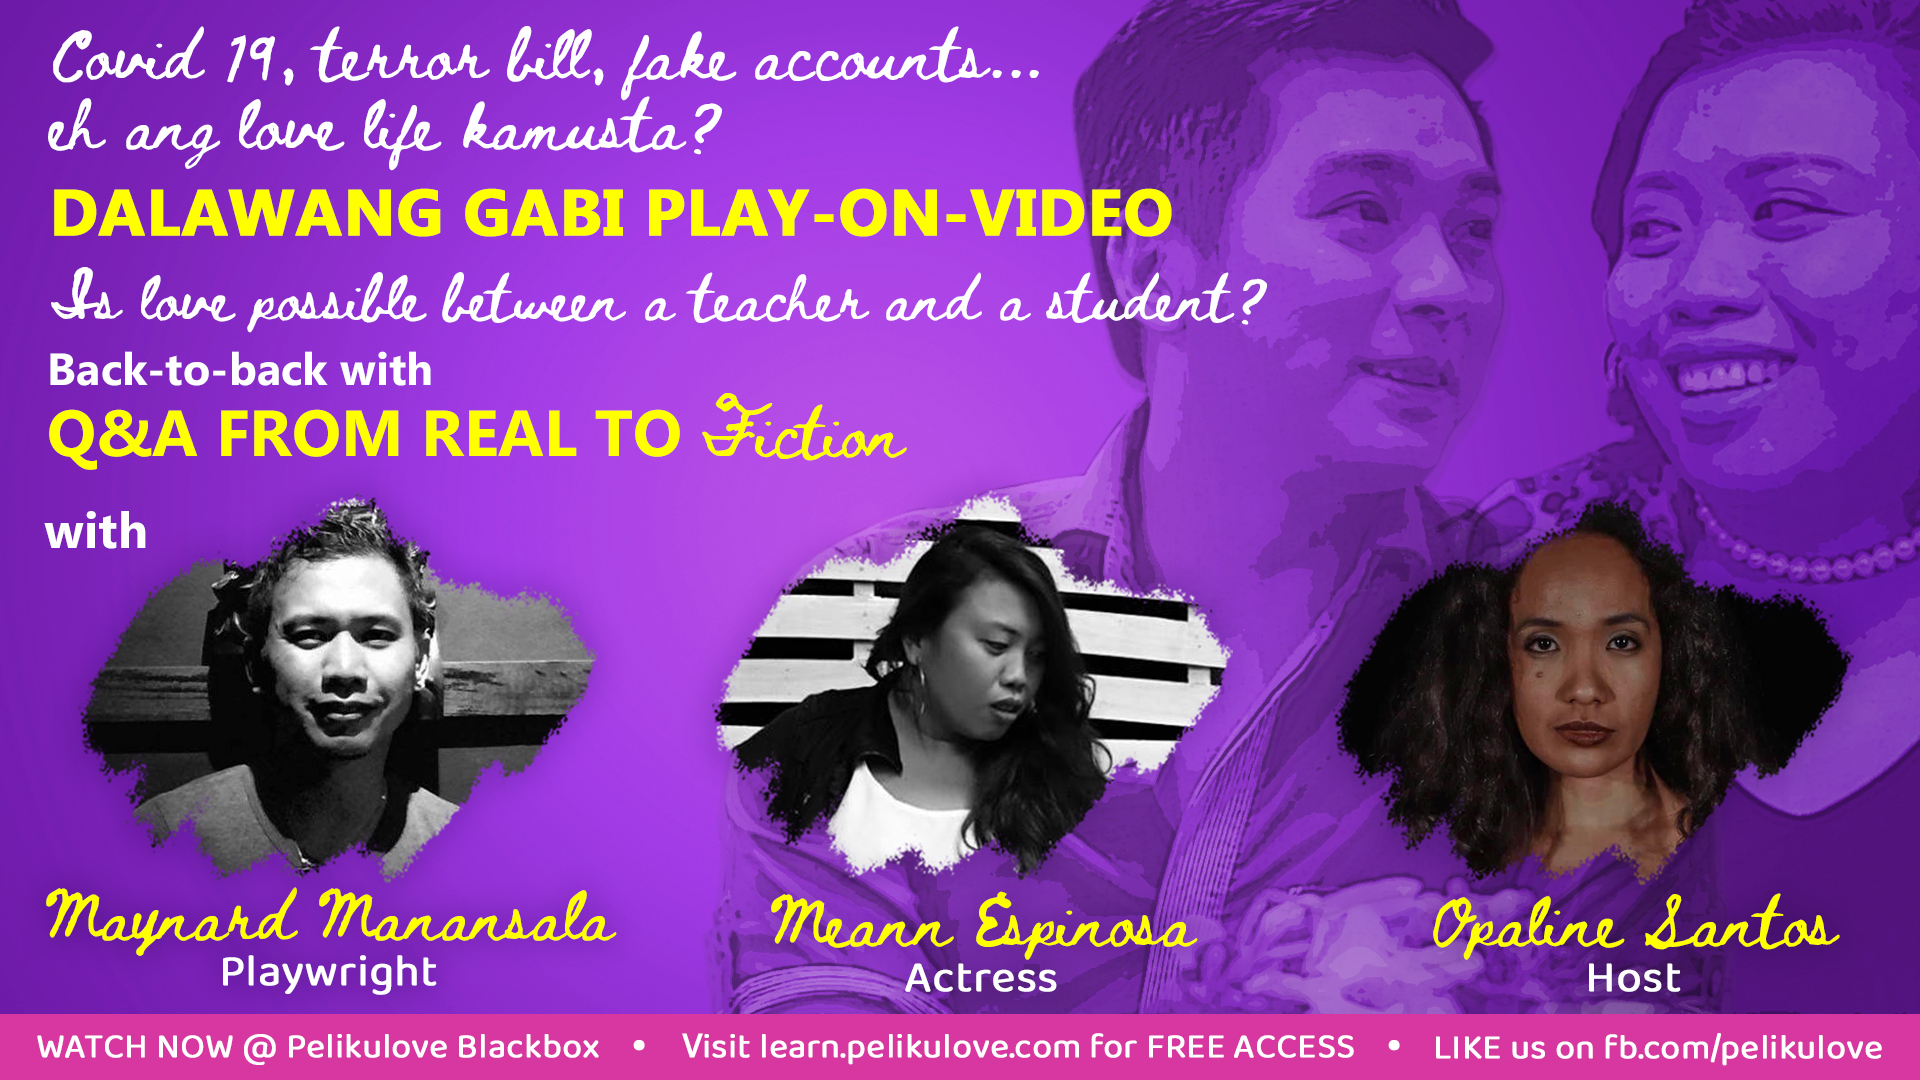 Covid 19, terror bill, fake accounts...
eh ang love life kamusta?
DALAWANG GABI PLAY-ON-VIDEO
Is love possible between a teacher and a student?
Back-to-back with
Q&A FROM REAL TO Fiction
with
Maynard Manansala
Playwright
Meann Espinosa
Actress
Opaline Santos
Host
WATCH NOW @ Pelikulove Blackbox • Visit learn.pelikulove.com for FREE ACCESS • LIKE us on fb.com/pelikulove